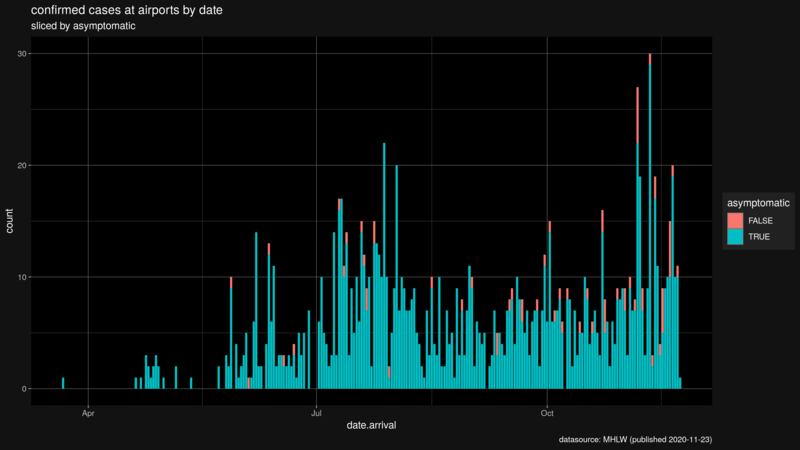 confirmed cases at airports by date
sliced by asymptomatic
30
20
10
0
count
Apr
Jul
Oct
date.arrival
asymptomatic
FALSE
TRUE
datasource: MHLW (published 2020-11-23)